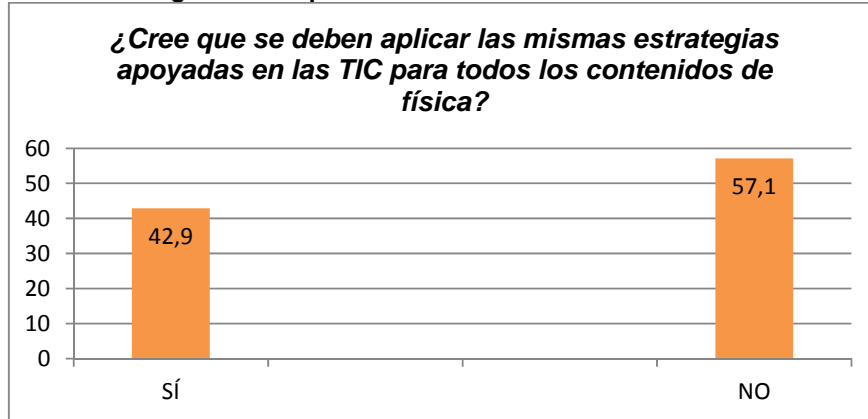 ¿Cree que se deben aplicar las mismas estrategias
apoyadas en las TIC para todos los contenidos de
física?
60
50
40
30
20
10
0
42,9
57,1
SÍ
NO